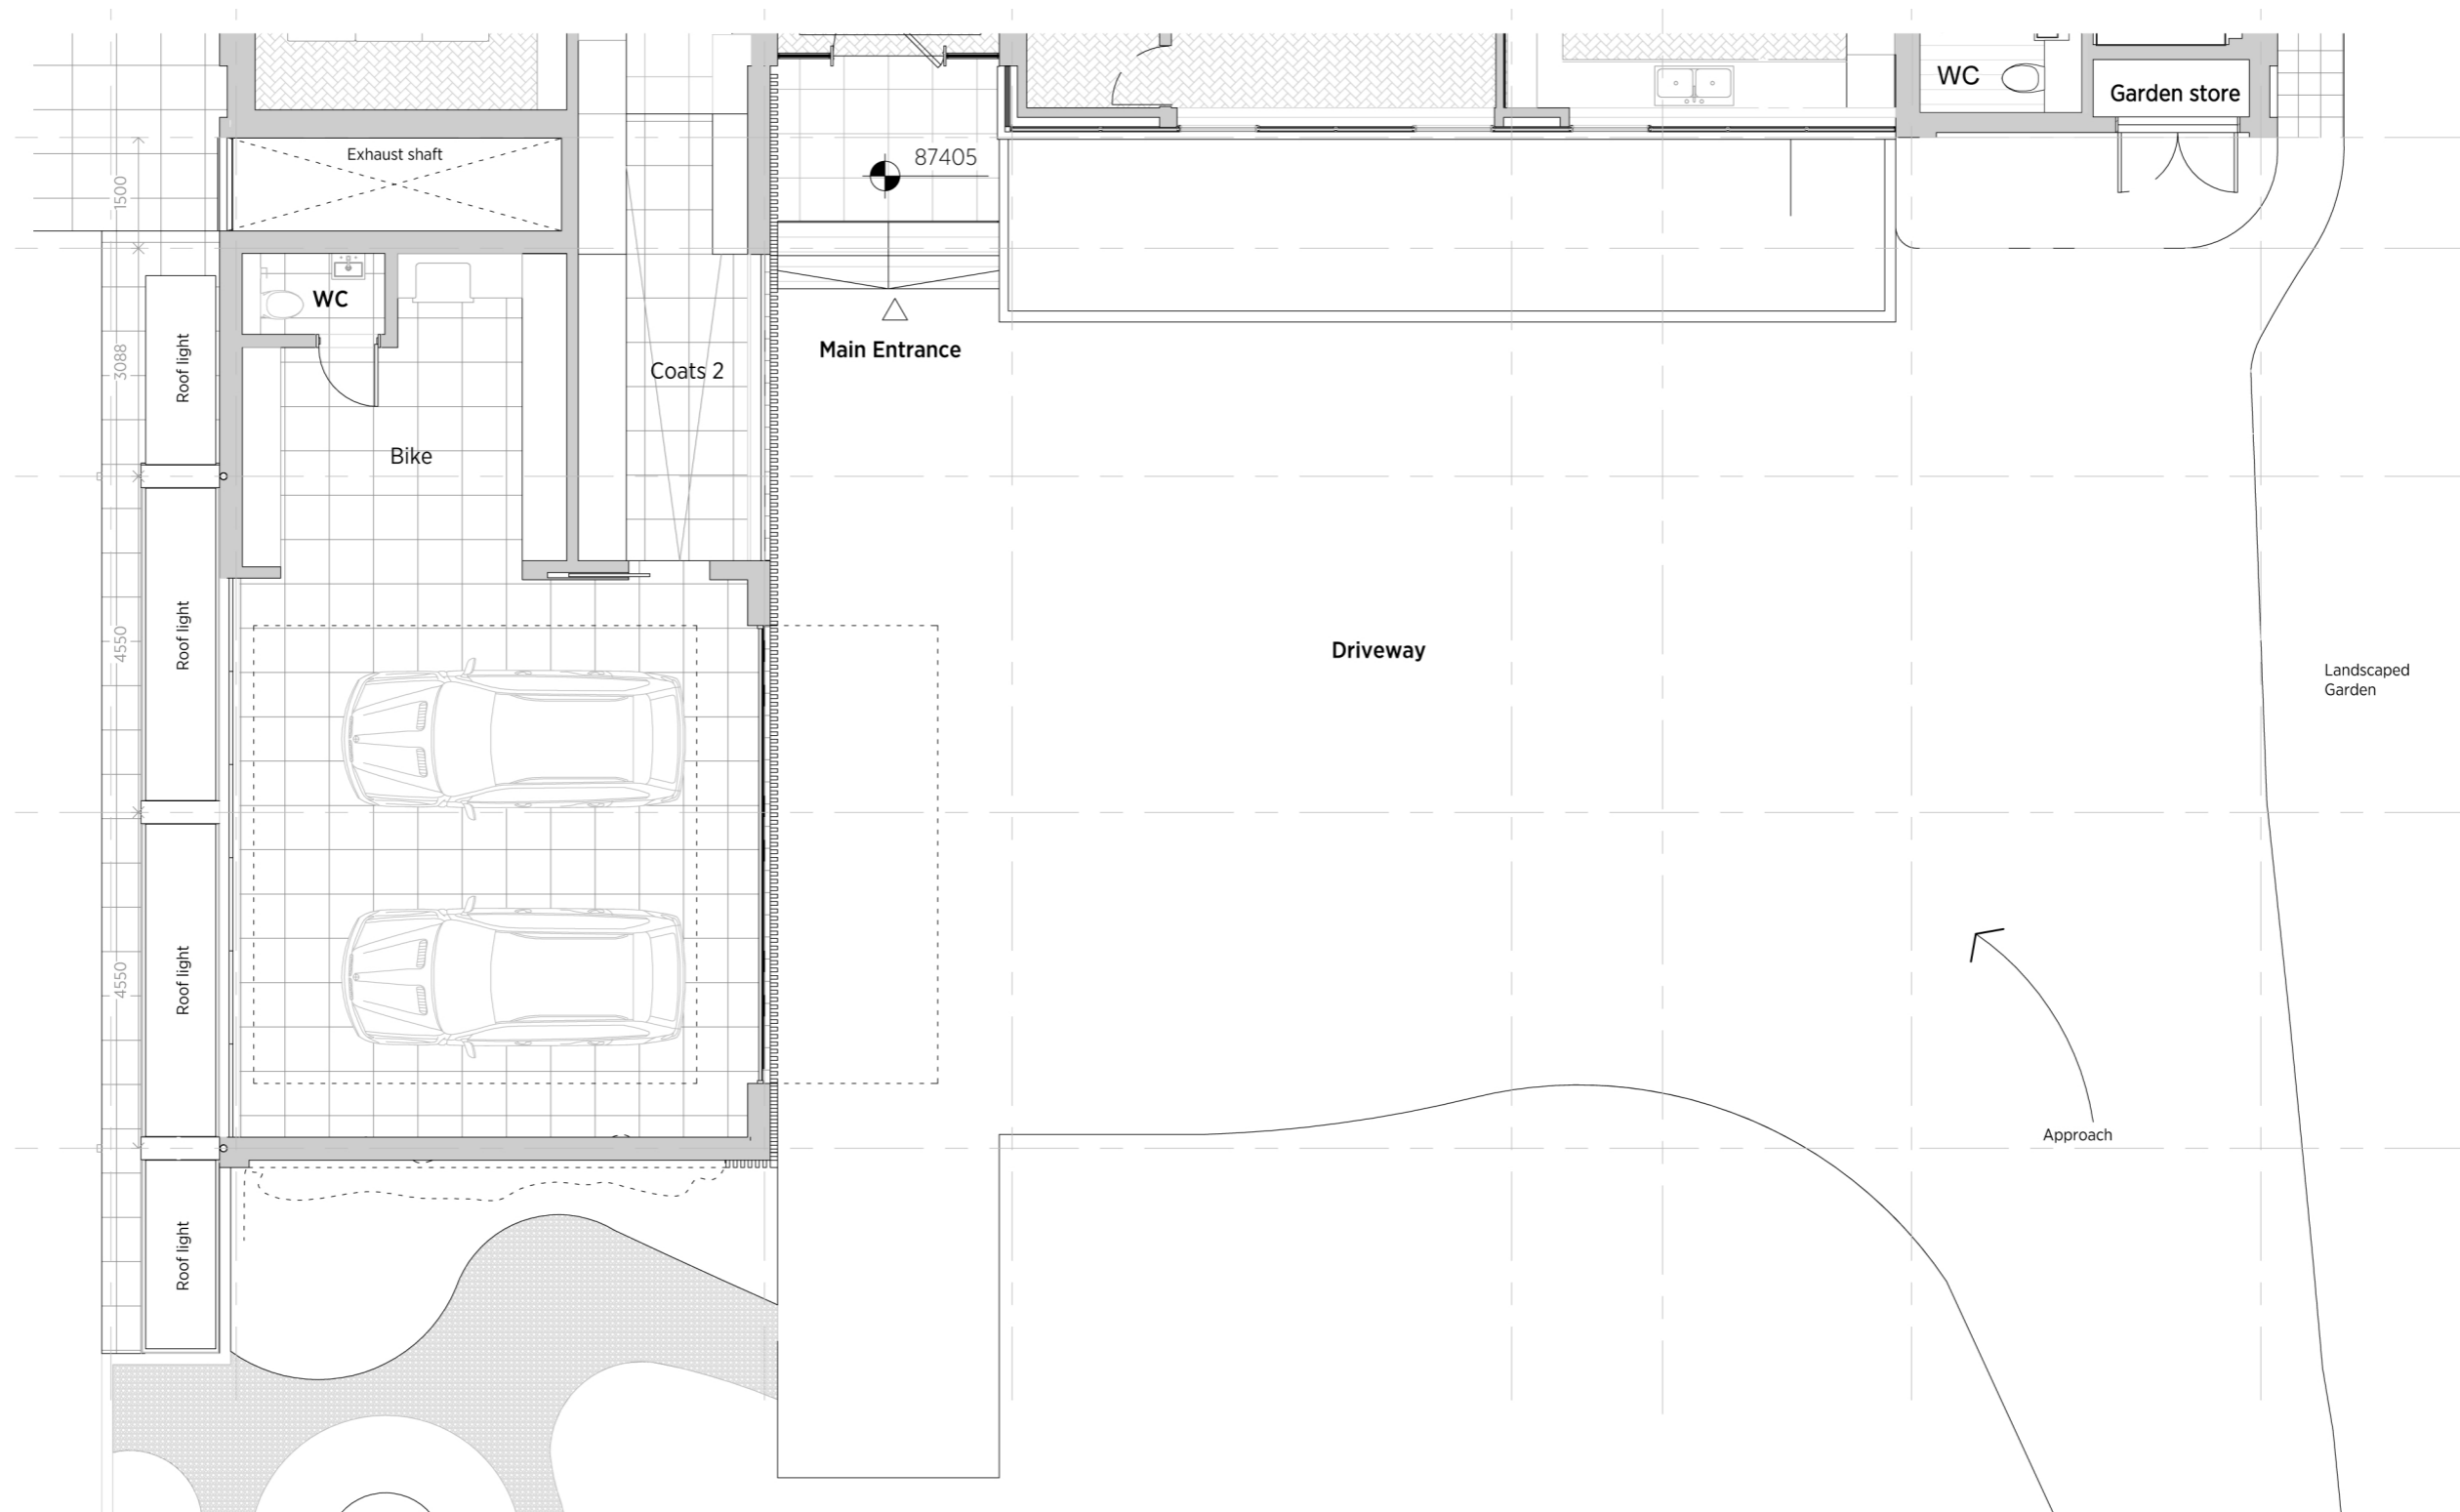 WC
Garden store
Exhaust shaft
87405
1500
WC
Main Entrance
3088
Roof light
Coats 2
Bike
4550
Roof light
Driveway
Landscaped
Garden
4550
Roof light
Approach
Roof light